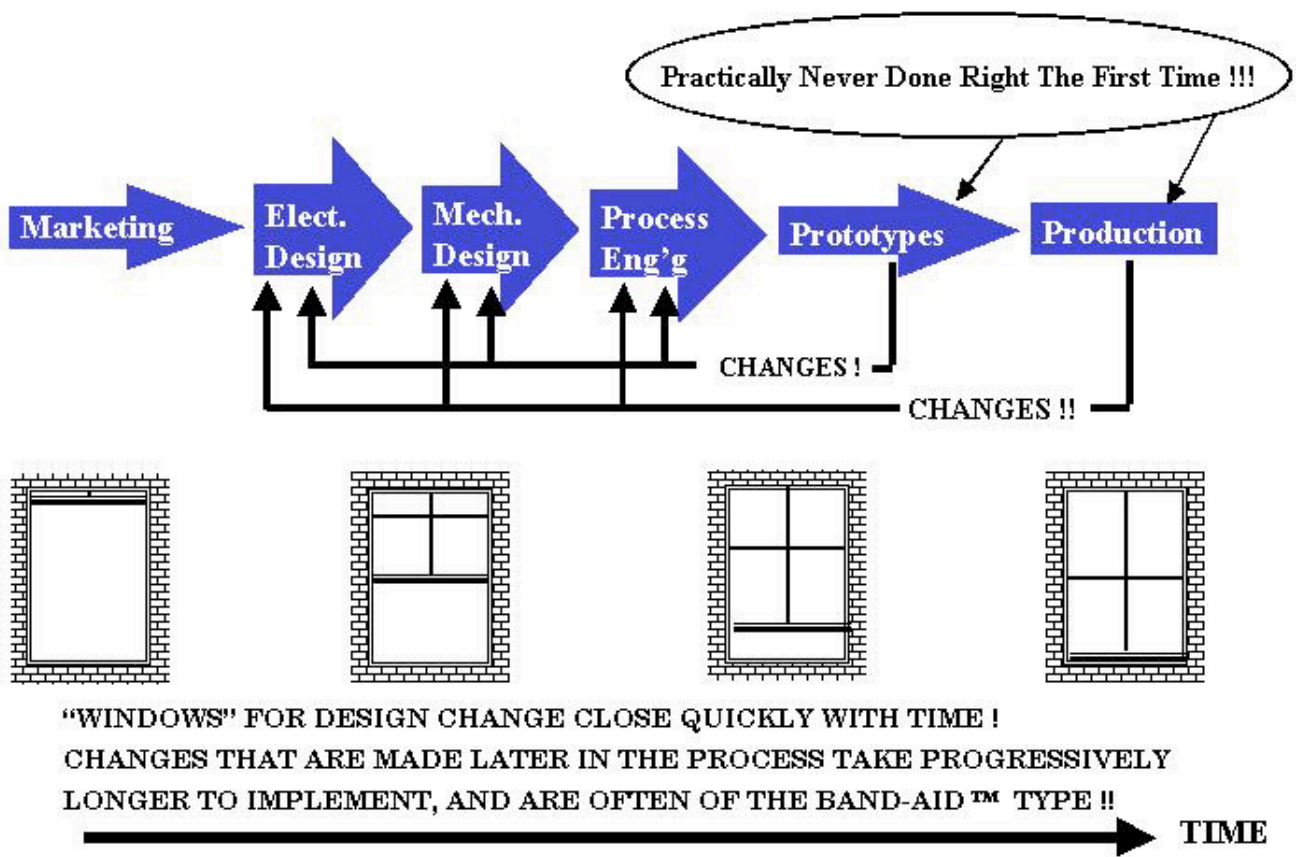 Practically Never Done Right The First Time !!!
Marketing
Elect.
Design
Mech.
Design
Process
Eng'g
Prototypes
Production
CHANGES !
CHANGES !!
“WINDOWS” FOR DESIGN CHANGE CLOSE QUICKLY WITH TIME !
CHANGES THAT ARE MADE LATER IN THE PROCESS TAKE PROGRESSIVELY
LONGER TO IMPLEMENT, AND ARE OFTEN OF THE BAND-AID ™ TYPE !!
TIME